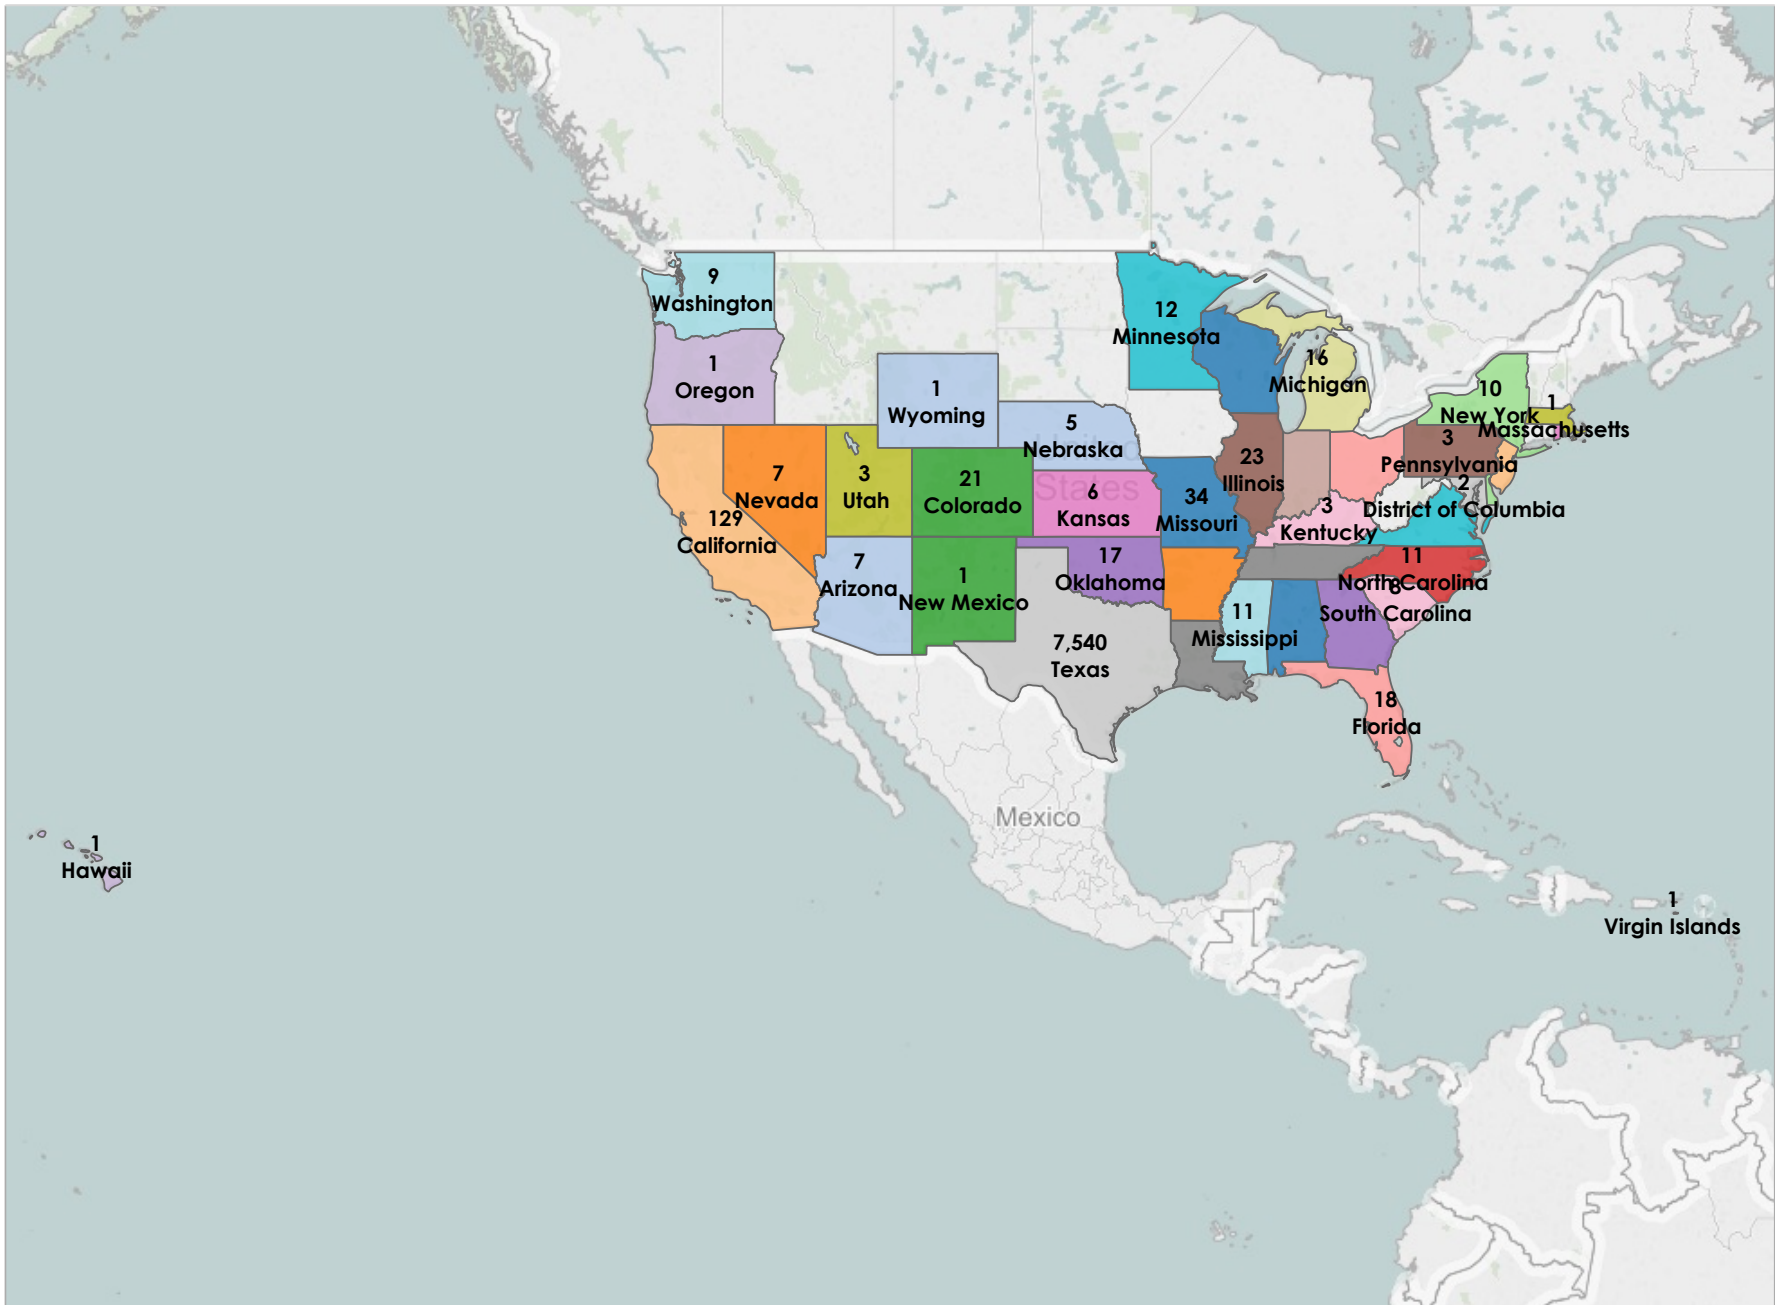 9
Washington
12
Minnesota
1
Oregon
16
Michigan
1
Wyoming
10
New York
1
Massachusetts
5
Nebraska
United
States
3
Pennsylvania
7
Nevada
3
Utah
21
Colorado
6
Kansas
34
Missouri
23
Illinois
3
Kentucky
2
District of Columbia
129
California
7
Arizona
1
New Mexico
17
Oklahoma
11
North Carolina
8
South Carolina
11
Mississippi
7,540
Texas
18
Florida
Mexico
1
Hawaii
1
Virgin Islands